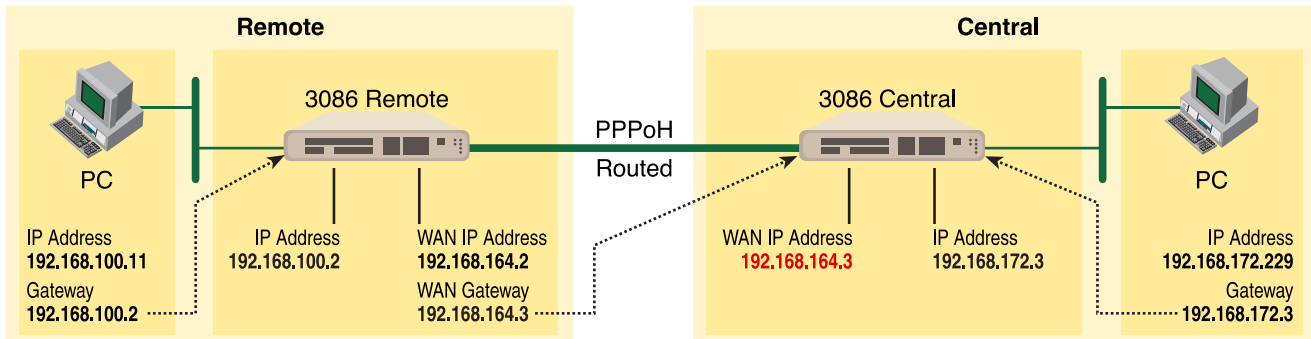 Remote
PC
IP Address
192.168.100.11
Gateway
192.168.100.2
3086 Remote
IP Address
192.168.100.2
WAN IP Address
192.168.164.2
WAN Gateway
192.168.164.3
PPPoH
Routed
Central
3086 Central
WAN IP Address
192.168.164.3
IP Address
192.168.172.3
PC
IP Address
192.168.172.229
Gateway
192.168.172.3